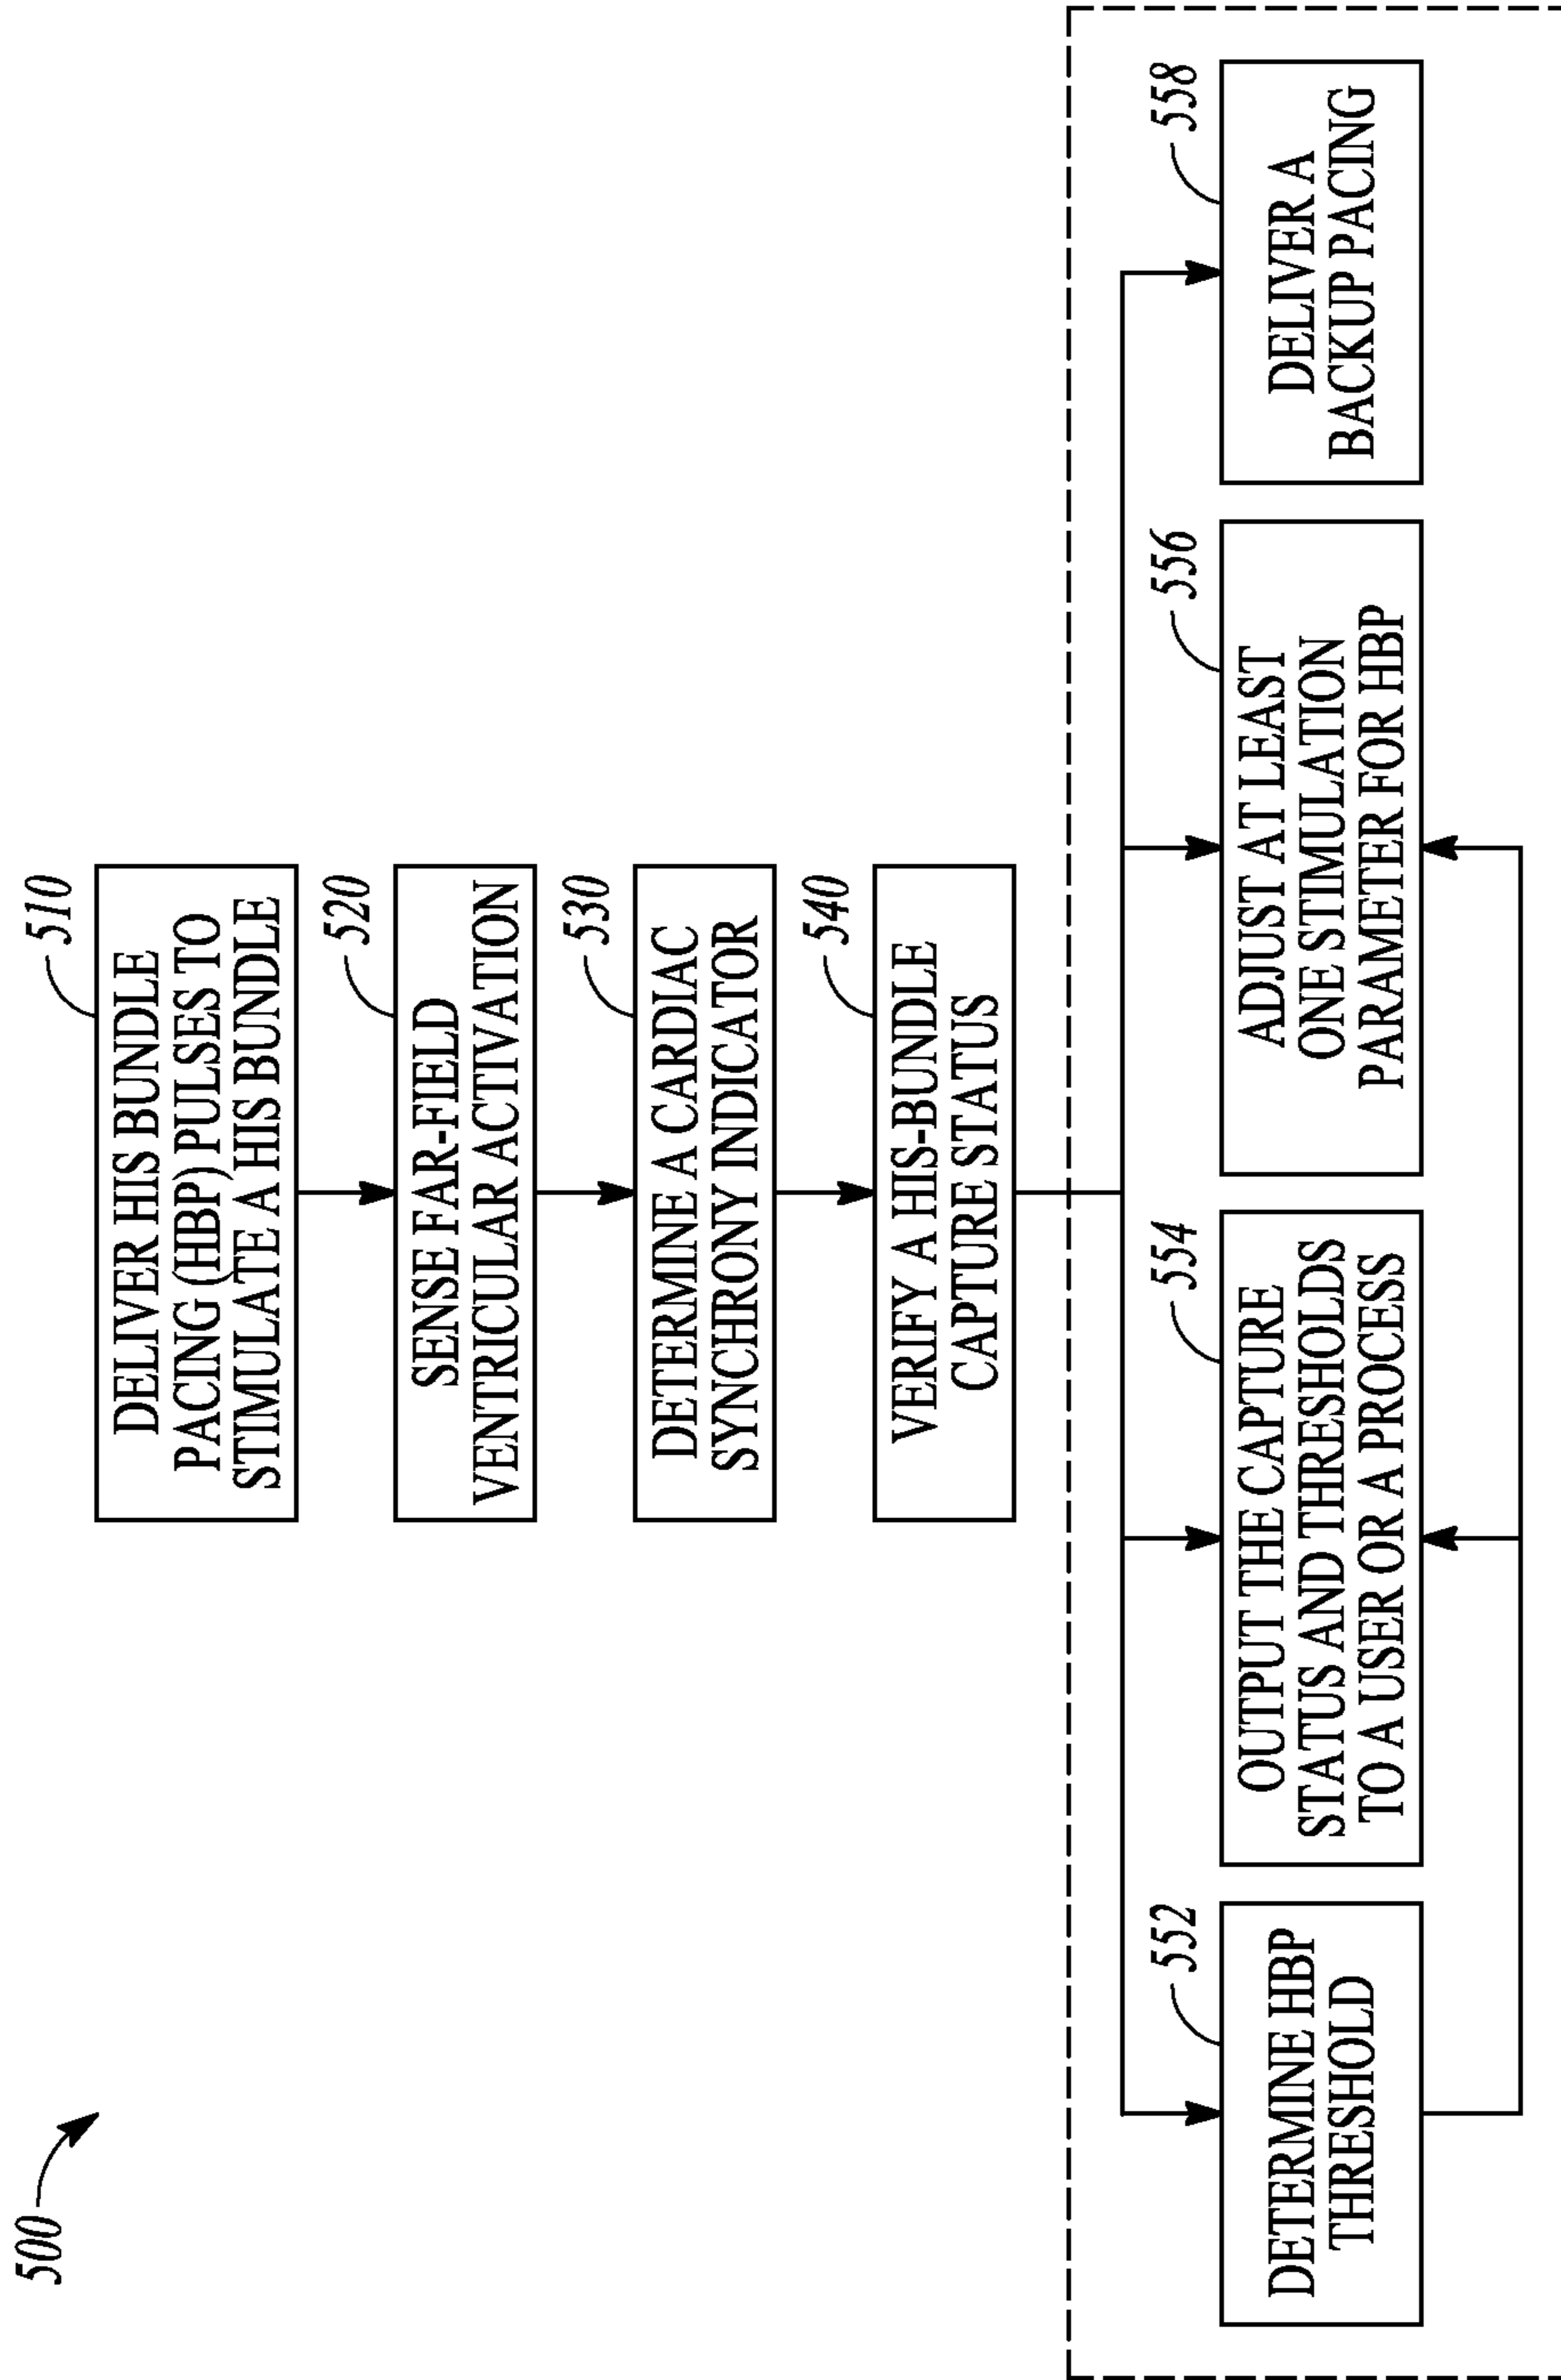 500
510
DELIVER HIS BUNDLE
PACING (HBP) PULSES TO
STIMULATE A HIS BUNDLE
520
SENSE FAR-FIELD
VENTRICULAR ACTIVATION
530
DETERMINE A CARDIAC
SYNCHRONY INDICATOR
540
VERIFY A HIS-BUNDLE
CAPTURE STATUS
552
DETERMINE HBP
THRESHOLD
554
OUTPUT THE CAPTURE
STATUS AND THRESHOLDS
TO A USER OR A PROCESS
556
ADJUST AT LEAST
ONE STIMULATION
PARAMETER FOR HBP
558
DELIVER A
BACKUP PACING